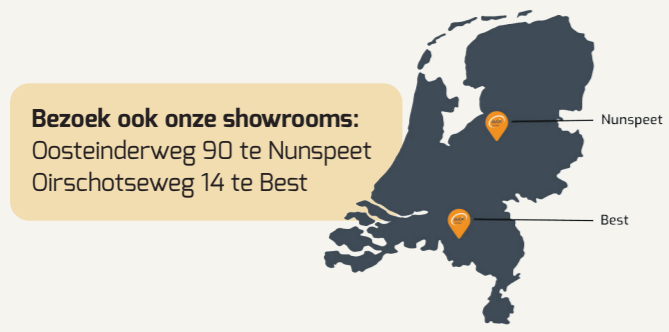 Bezoek ook onze showrooms:
Oosteinderweg 90 te Nunspeet
Oirschotseweg 14 te Best
Nunspeet
Best